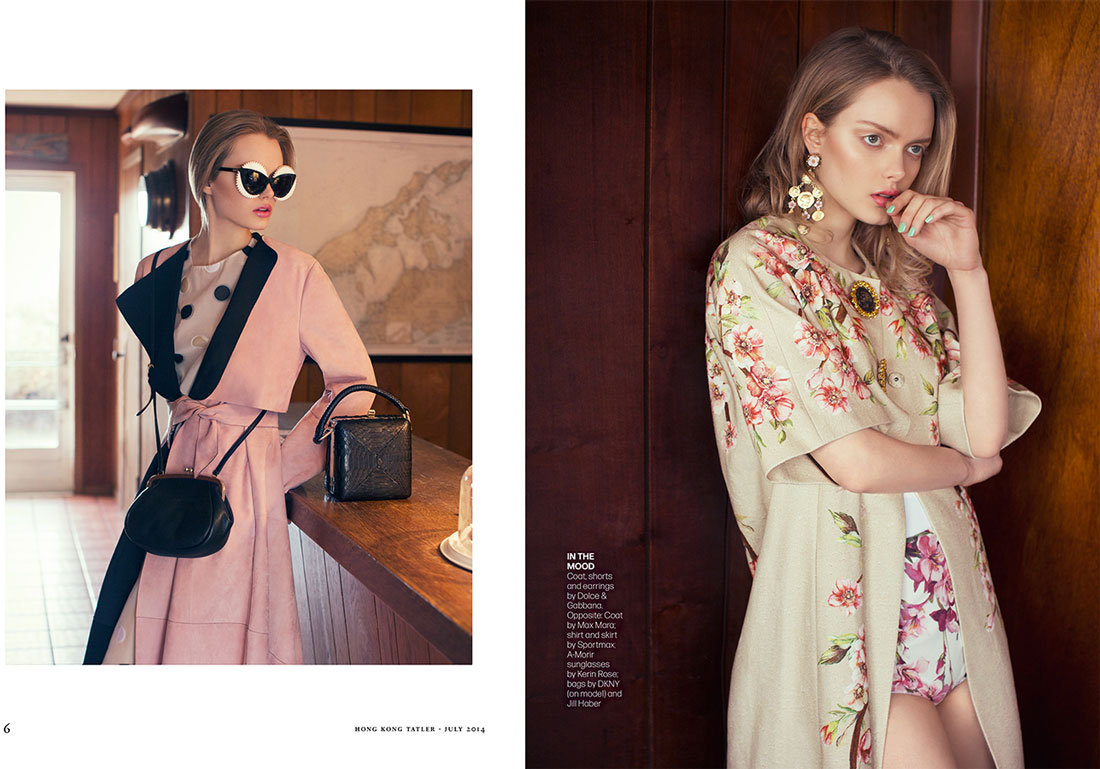 6
HONG KONG TATLER · JULY 2014
IN THE
MOOD
Coat, shorts
and earrings
by Dolce &
Gabbana.
Opposite: Coat
by Max Mara;
shirt and skirt
by Sportmax;
A-Morir
sunglasses
by Kerin Rose;
bags by DKNY
(on model) and
Jill Haber